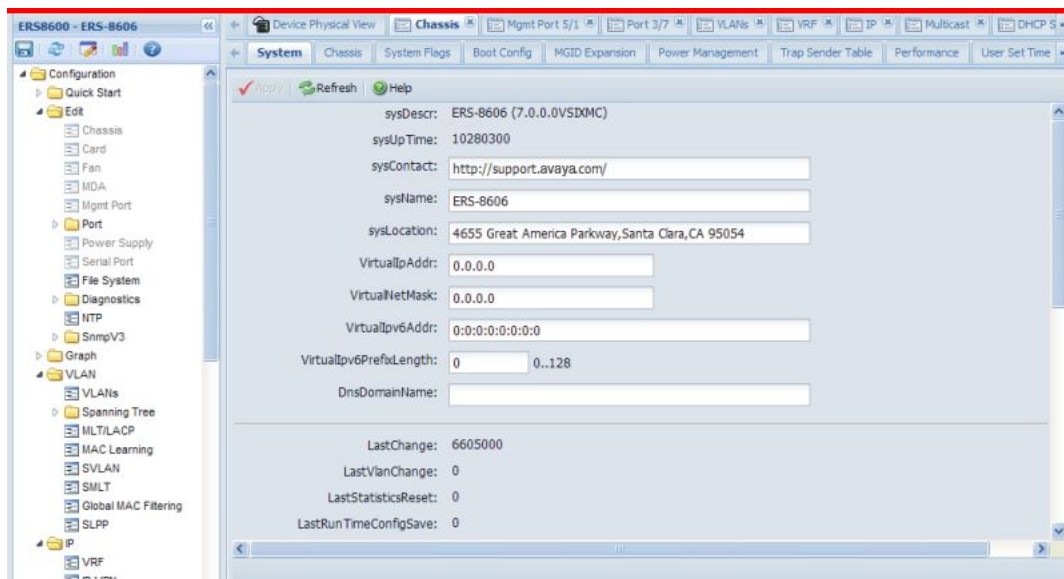 ERS8600 - ERS-8606
Device Physical View Chassis Mgmt Port 5/1 Port 3/7 VLANs VRF IP Multicast DHCP S
System Chassis System Flags Boot Config MGID Expansion Power Management Trap Sender Table Performance User Set Time
Apply Refresh Help
Configuration
Quick Start
Edit
Chassis
Card
Fan
MDA
Mgmt Port
Port
Power Supply
Serial Port
File System
Diagnostics
NTP
SnmpV3
Graph
VLAN
VLANs
Spanning Tree
MLT/LACP
MAC Learning
SVLAN
SMLT
Global MAC Filtering
SLPP
IP
VRF
sysDescr: ERS-8606 (7.0.0.0VSIXMC)
sysUpTime: 10280300
sysContact: http://support.avaya.com/
sysName: ERS-8606
sysLocation: 4655 Great America Parkway,Santa Clara,CA 95054
VirtualIpAddr: 0.0.0.0
VirtualNetMask: 0.0.0.0
VirtualIpv6Addr: 0:0:0:0:0:0:0:0
VirtualIpv6PrefixLength: 0 0..128
DnsDomainName:
LastChange: 6605000
LastVlanChange: 0
LastStatisticsReset: 0
LastRunTimeConfigSave: 0